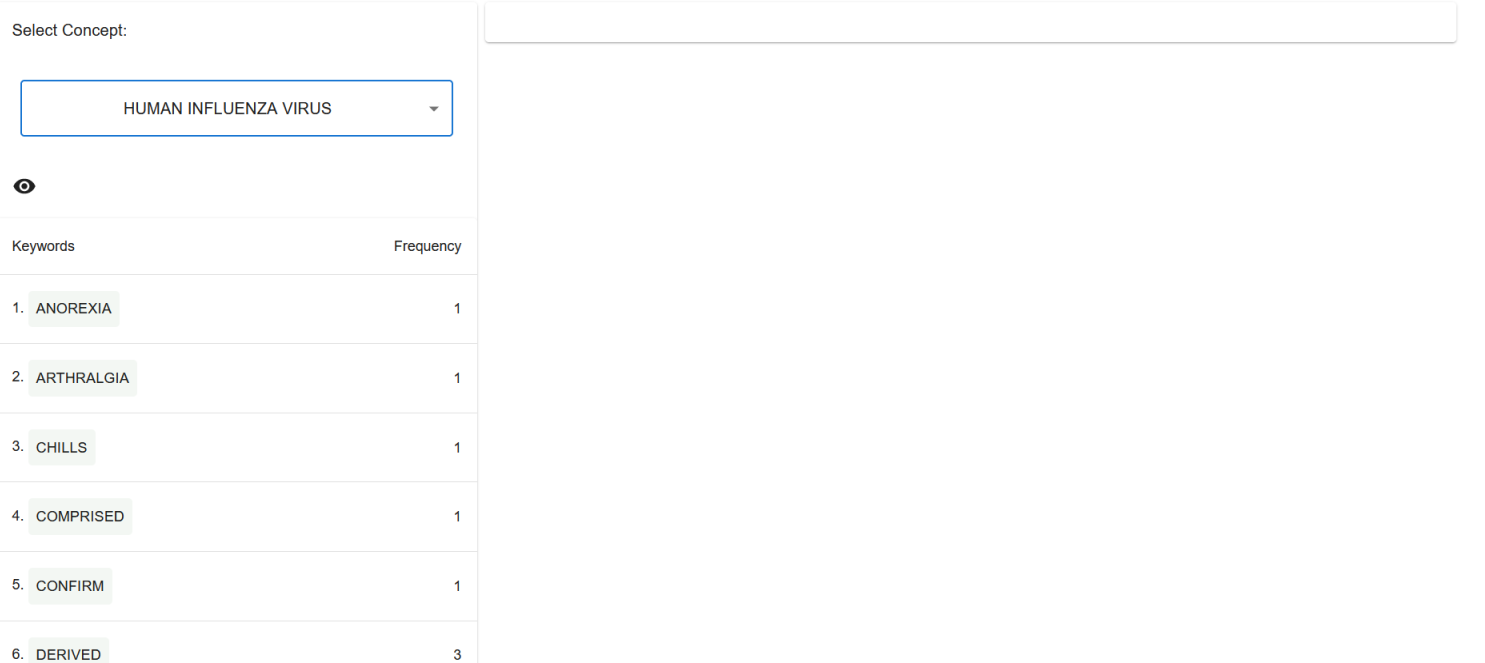 Select Concept:
HUMAN INFLUENZA VIRUS
Keywords Frequency
1. ANOREXIA 1
2. ARTHRALGIA 1
3. CHILLS 1
4. COMPRISED 1
5. CONFIRM 1
6. DERIVED 3